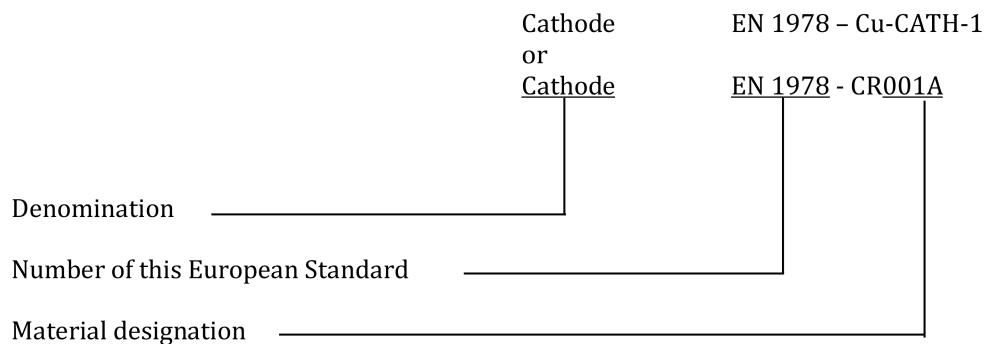 Cathode EN 1978 – Cu-CATH-1
or
Cathode EN 1978 - CR001A
Denomination
Number of this European Standard
Material designation